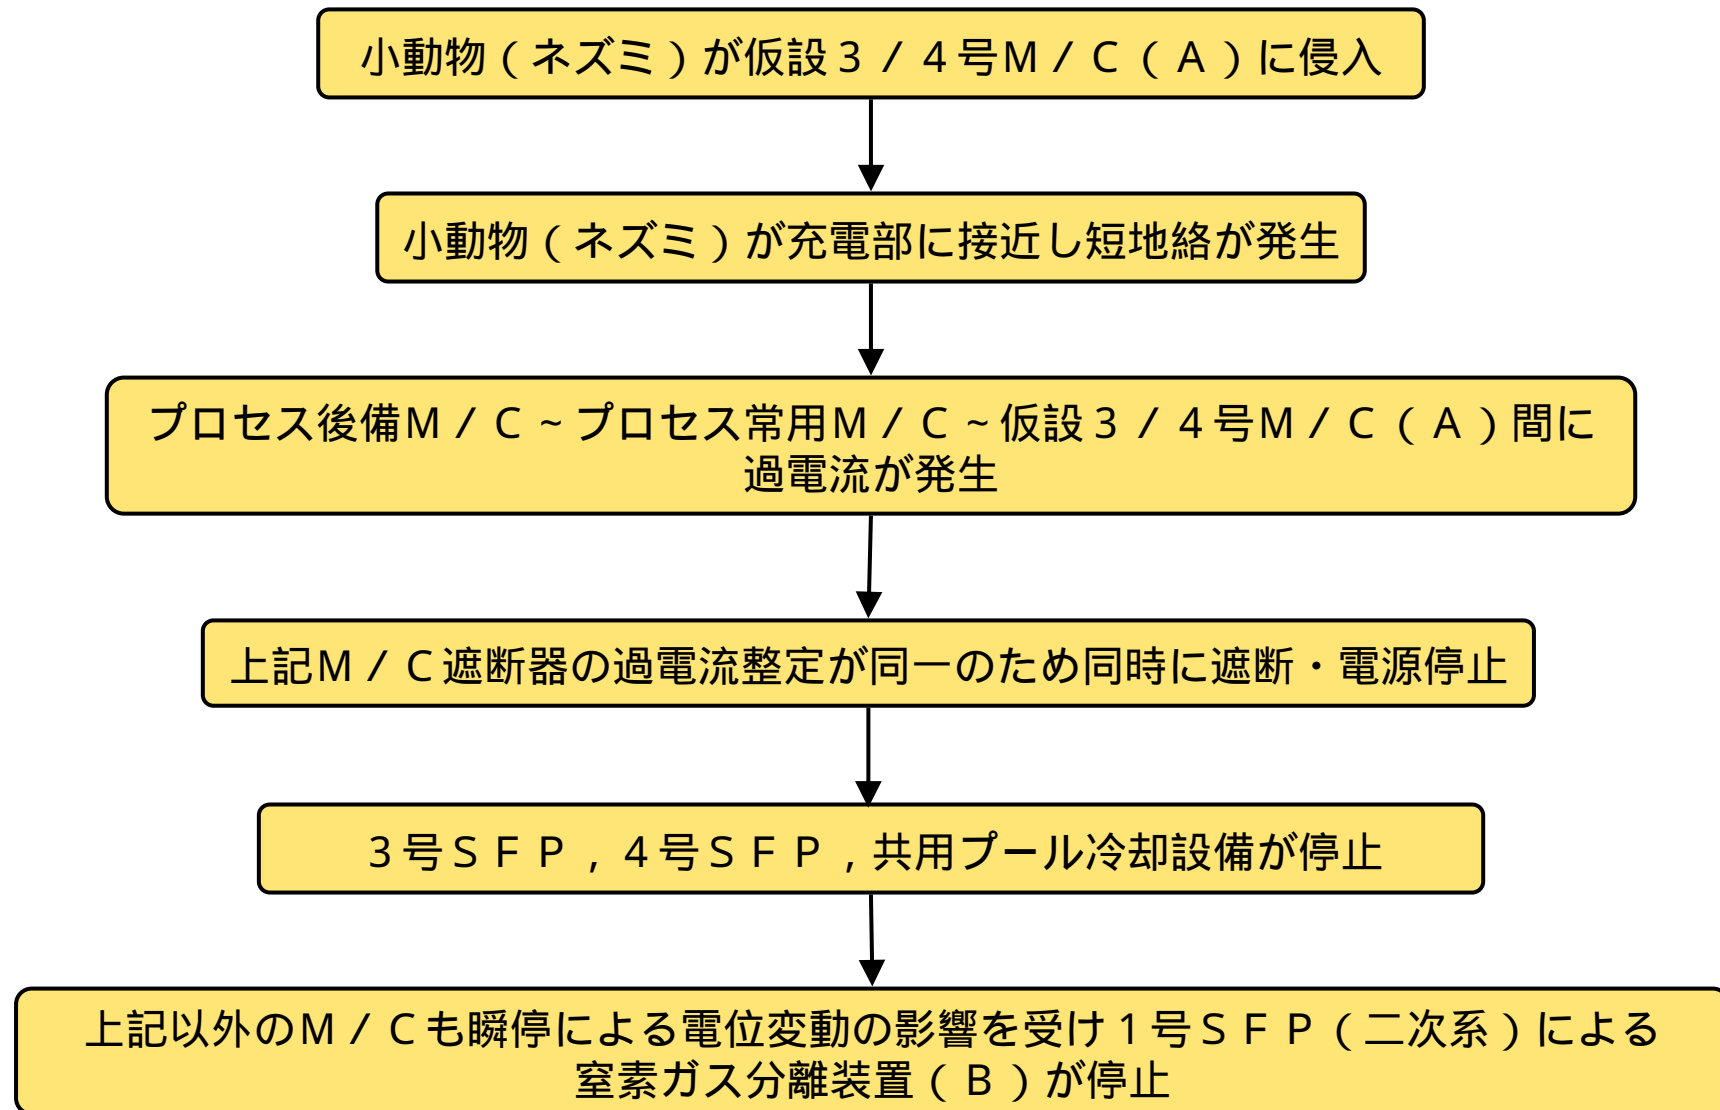 小動物（ネズミ）が仮設３／４号Ｍ／Ｃ（Ａ）に侵入
小動物（ネズミ）が充電部に接近し短地絡が発生
プロセス後備Ｍ／Ｃ～プロセス常用Ｍ／Ｃ～仮設３／４号Ｍ／Ｃ（Ａ）間に
過電流が発生
上記Ｍ／Ｃ遮断器の過電流整定が同一のため同時に遮断・電源停止
３号ＳＦＰ，４号ＳＦＰ，共用プール冷却設備が停止
上記以外のＭ／Ｃも瞬停による電位変動の影響を受け１号ＳＦＰ（二次系）による
窒素ガス分離装置（Ｂ）が停止